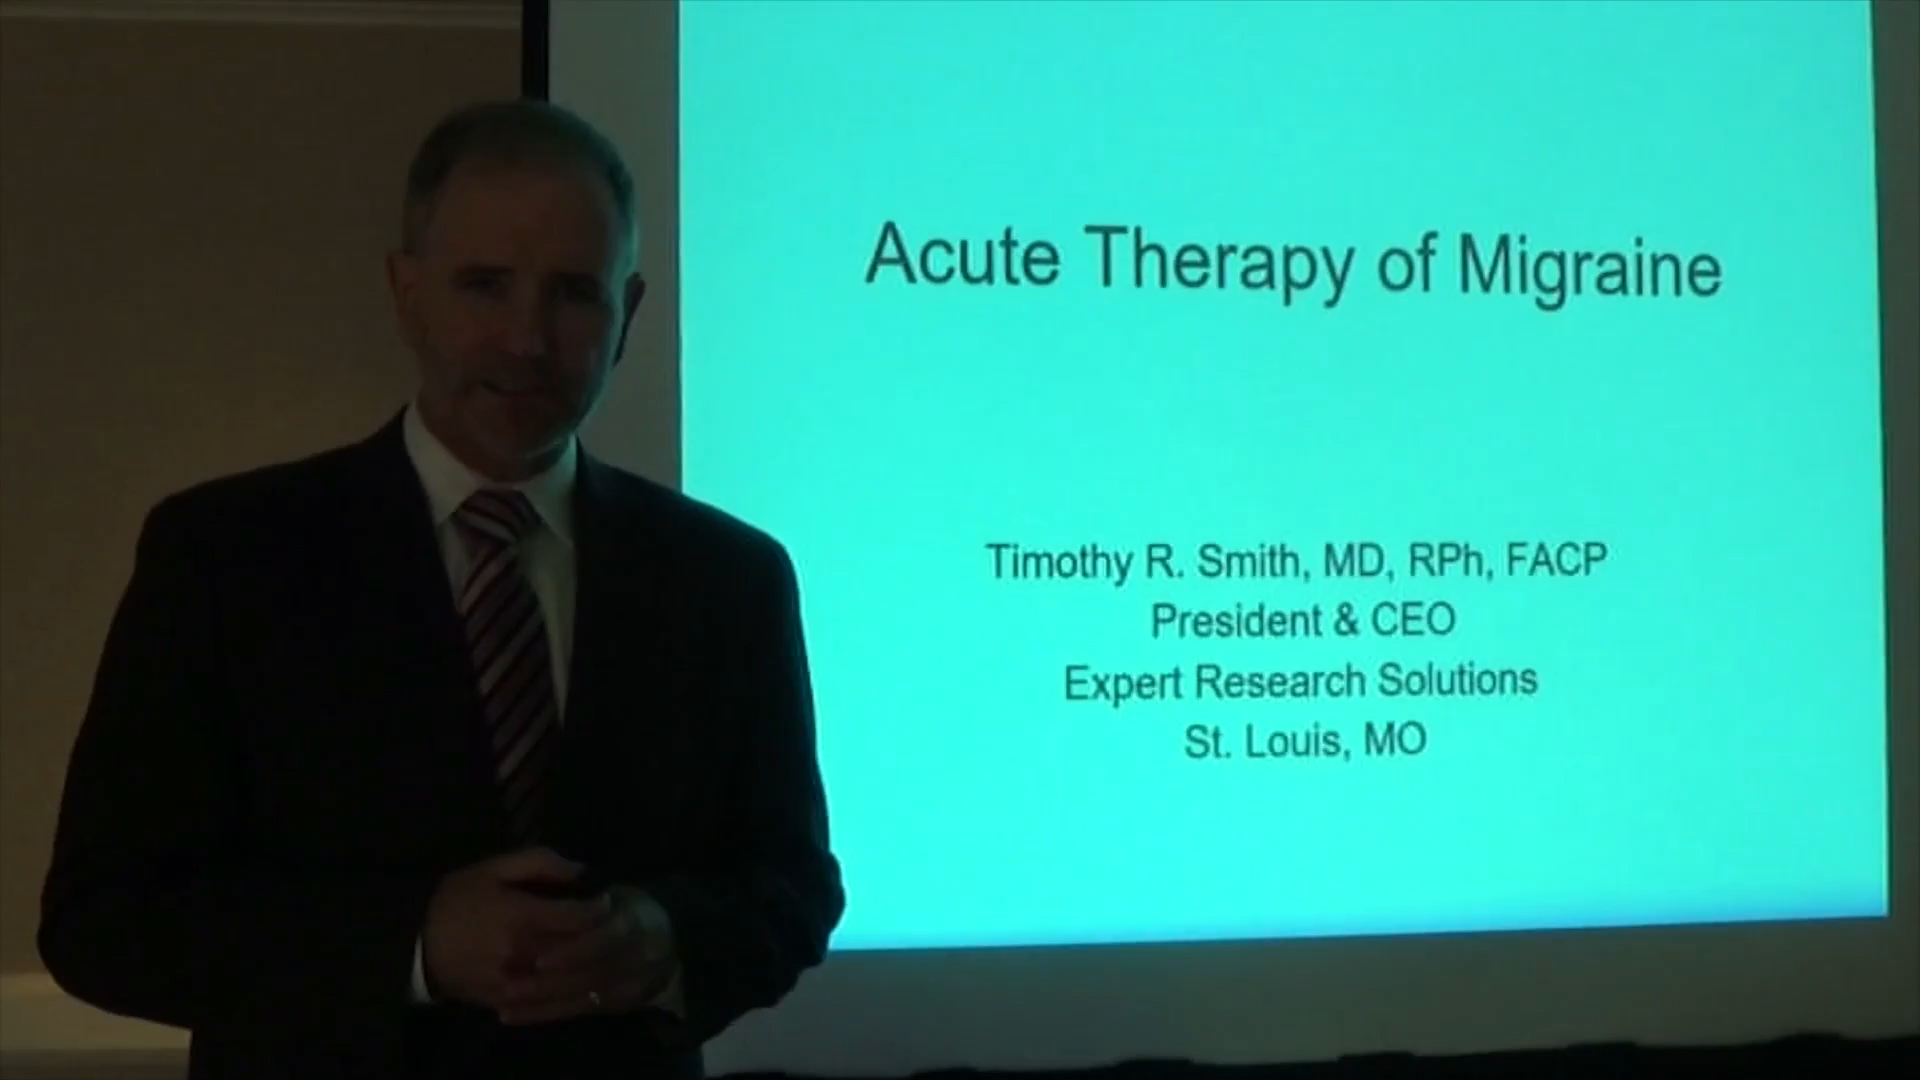 Acute Therapy of Migraine
Timothy R. Smith, MD, RPh, FACP
President & CEO
Expert Research Solutions
St. Louis, MO